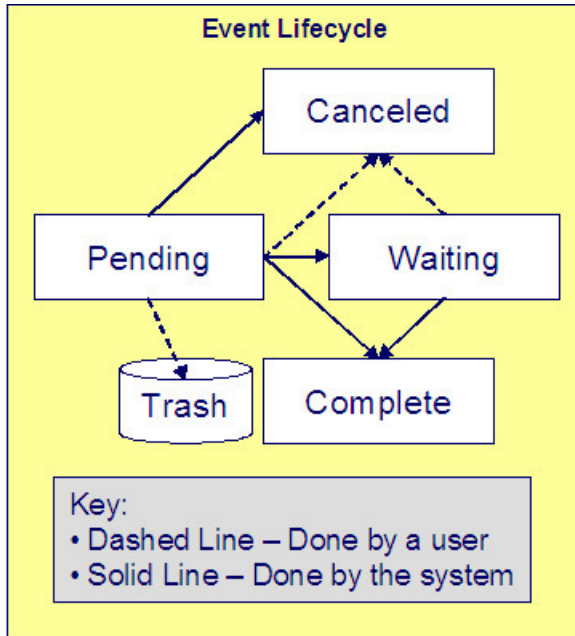 Event Lifecycle
Canceled
Pending
Waiting
Trash
Complete
Key:
• Dashed Line – Done by a user
• Solid Line – Done by the system